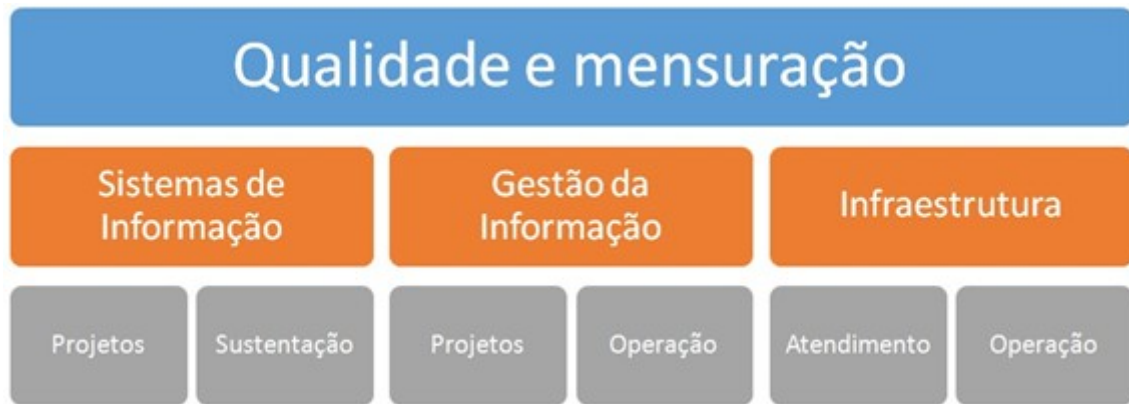 Qualidade e mensuração
Sistemas de
Informação
Gestão da
Informação
Infraestrutura
Projetos
Sustentação
Projetos
Operação
Atendimento
Operação